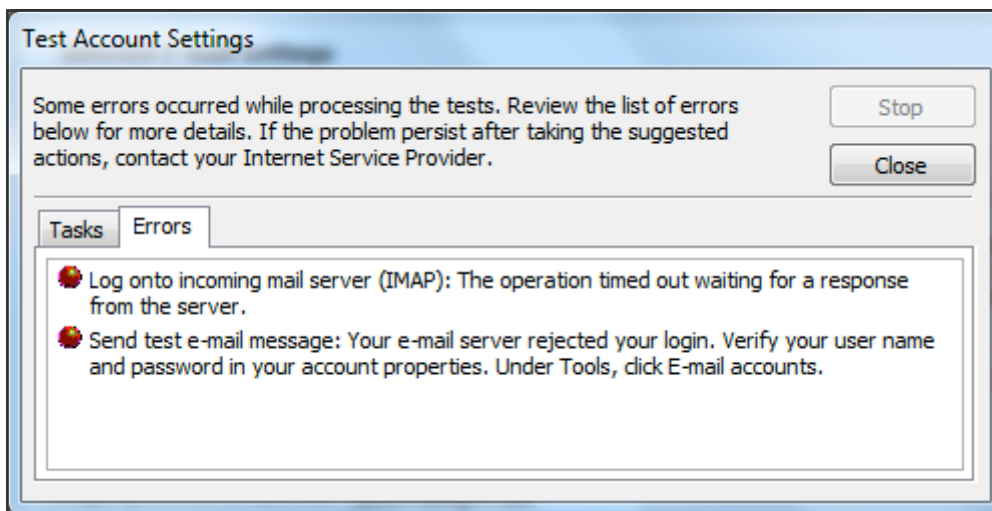 Test Account Settings
Some errors occurred while processing the tests. Review the list of errors
below for more details. If the problem persist after taking the suggested
actions, contact your Internet Service Provider.
Stop
Close
Tasks
Errors
Log onto incoming mail server (IMAP): The operation timed out waiting for a response
from the server.
Send test e-mail message: Your e-mail server rejected your login. Verify your user name
and password in your account properties. Under Tools, click E-mail accounts.